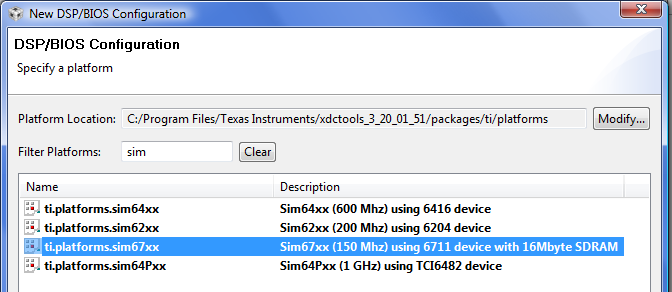 New DSP/BIOS Configuration
DSP/BIOS Configuration
Specify a platform
Platform Location: C:/Program Files/Texas Instruments/xdctools_3_20_01_51/packages/ti/platforms Modify...
Filter Platforms: sim Clear
Name Description
ti.platforms.sim64xx Sim64xx (600 Mhz) using 6416 device
ti.platforms.sim62xx Sim62xx (200 Mhz) using 6204 device
ti.platforms.sim67xx Sim67xx (150 Mhz) using 6711 device with 16Mbyte SDRAM
ti.platforms.sim64Pxx Sim64Pxx (1 GHz) using TCI6482 device